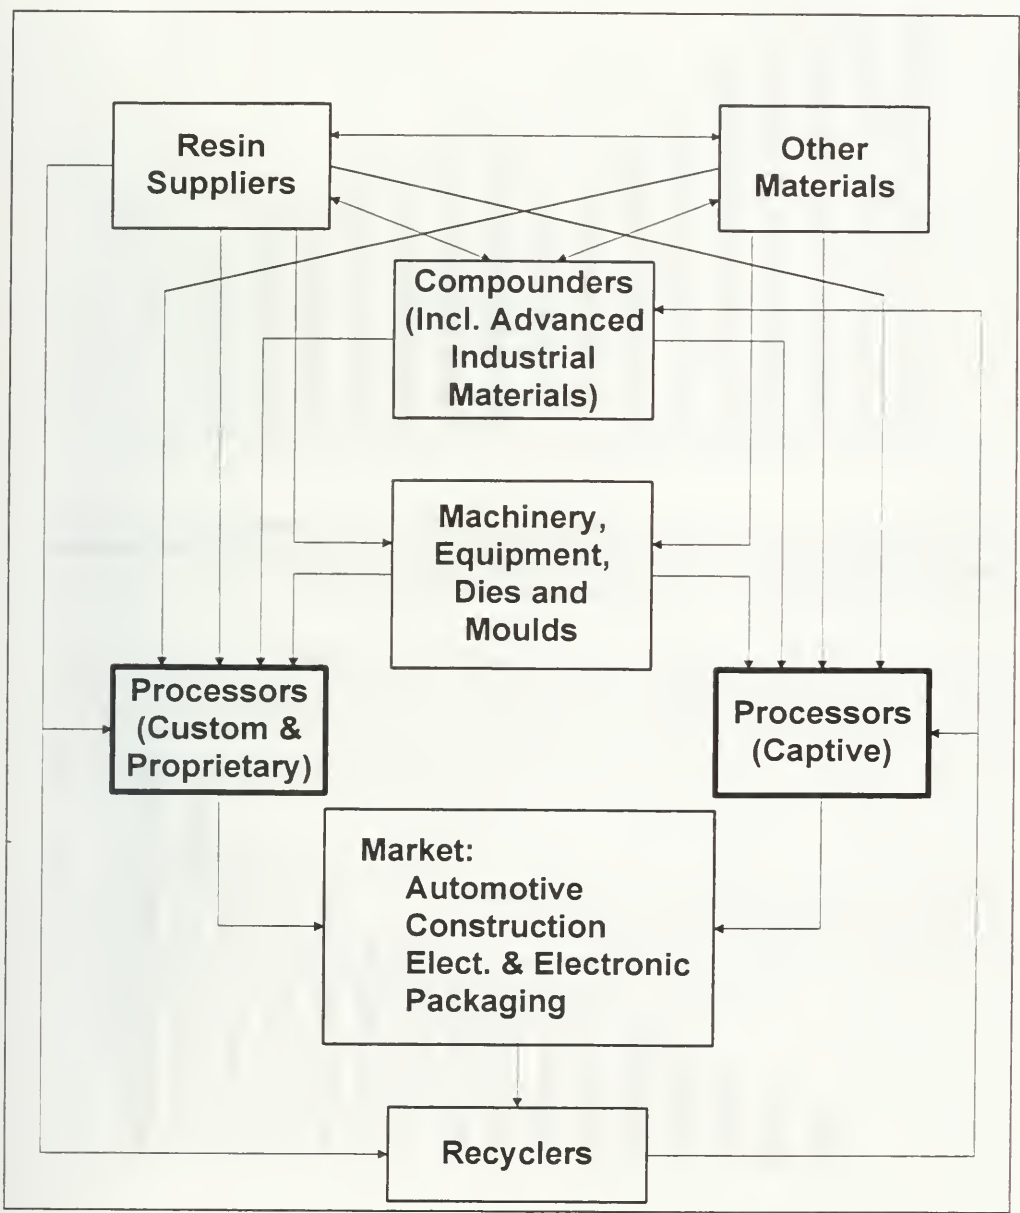 Resin
Suppliers
Other
Materials
Compounders
(Incl. Advanced
Industrial
Materials)
Machinery,
Equipment,
Dies and
Moulds
Processors
(Custom &
Proprietary)
Processors
(Captive)
Market:
Automotive
Construction
Elect. & Electronic
Packaging
Recyclers